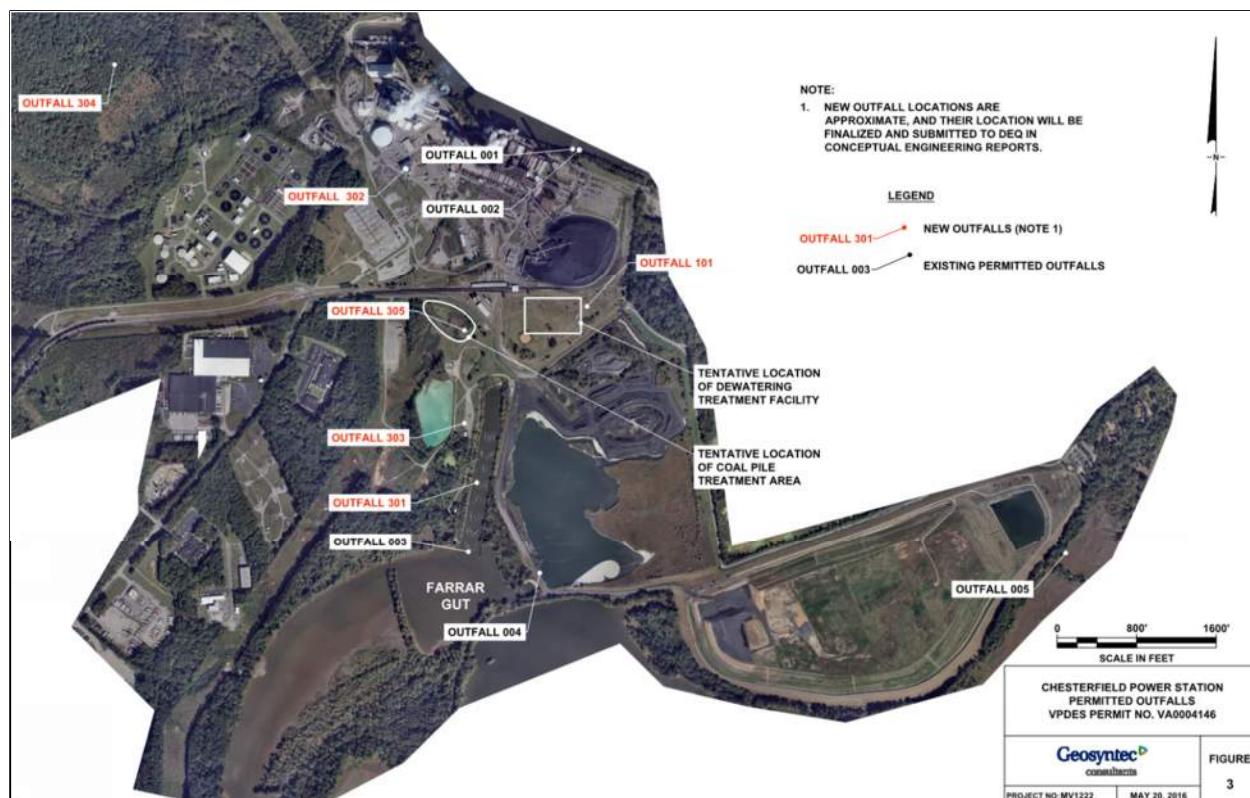 OUTFALL 304
OUTFALL 001
OUTFALL 302
OUTFALL 002
OUTFALL 101
OUTFALL 305
TENTATIVE LOCATION
OF DEWATERING
TREATMENT FACILITY
OUTFALL 303
TENTATIVE LOCATION
OF COAL PILE
TREATMENT AREA
OUTFALL 301
OUTFALL 003
FARRAR
GUT
OUTFALL 004
OUTFALL 005
NOTE:
1. NEW OUTFALL LOCATIONS ARE
APPROXIMATE, AND THEIR LOCATION WILL BE
FINALIZED AND SUBMITTED TO DEQ IN
CONCEPTUAL ENGINEERING REPORTS.
N
LEGEND
OUTFALL 301 NEW OUTFALLS (NOTE 1)
OUTFALL 003 EXISTING PERMITTED OUTFALLS
0 800' 1600'
SCALE IN FEET
CHESTERFIELD POWER STATION
PERMITTED OUTFALLS
VPDES PERMIT NO. VA0004146
Geosyntec
consultants
FIGURE
3
PROJECT NO: MV1222 MAY 20, 2016